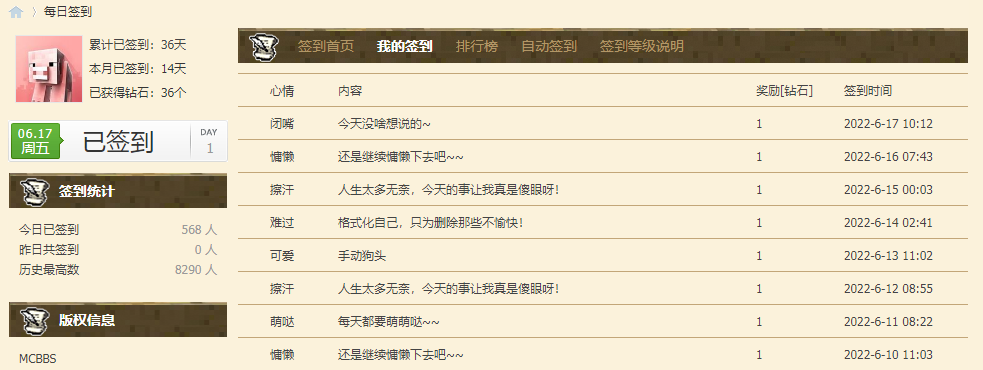 每日签到
累计已签到：36天
本月已签到：14天
已获得钻石：36个
06.17
周五
已签到
DAY
1
签到统计
今日已签到 568 人
昨日共签到 0 人
历史最高数 8290 人
版权信息
MCBBS
签到首页 我的签到 排行榜 自动签到 签到等级说明
心情 内容 奖励[钻石] 签到时间
闭嘴 今天没啥想说的~ 1 2022-6-17 10:12
慵懒 还是继续慵懒下去吧~~ 1 2022-6-16 07:43
擦汗 人生太多无奈，今天的事让我真是傻眼呀！ 1 2022-6-15 00:03
难过 格式化自己，只为删除那些不愉快！ 1 2022-6-14 02:41
可爱 手动狗头 1 2022-6-13 11:02
擦汗 人生太多无奈，今天的事让我真是傻眼呀！ 1 2022-6-12 08:55
萌哒 每天都要萌萌哒~~ 1 2022-6-11 08:22
慵懒 还是继续慵懒下去吧~~ 1 2022-6-10 11:03